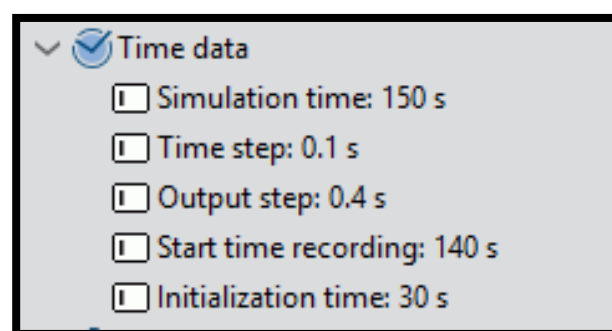 Time data
Simulation time: 150 s
Time step: 0.1 s
Output step: 0.4 s
Start time recording: 140 s
Initialization time: 30 s